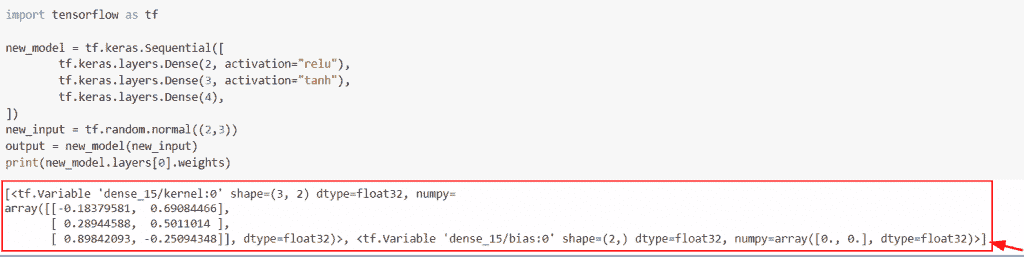 import tensorflow as tf
new_model = tf.keras.Sequential([
tf.keras.layers.Dense(2, activation="relu"),
tf.keras.layers.Dense(3, activation="tanh"),
tf.keras.layers.Dense(4),
])
new_input = tf.random.normal((2,3))
output = new_model(new_input)
print(new_model.layers[0].weights)
[<tf.Variable 'dense_15/kernel:0' shape=(3, 2) dtype=float32, numpy=
array([[-0.18379581, 0.69084466],
[ 0.28944588, 0.5011014 ],
[ 0.89842093, -0.25094348]], dtype=float32)>, <tf.Variable 'dense_15/bias:0' shape=(2,) dtype=float32, numpy=array([0., 0.], dtype=float32)>]